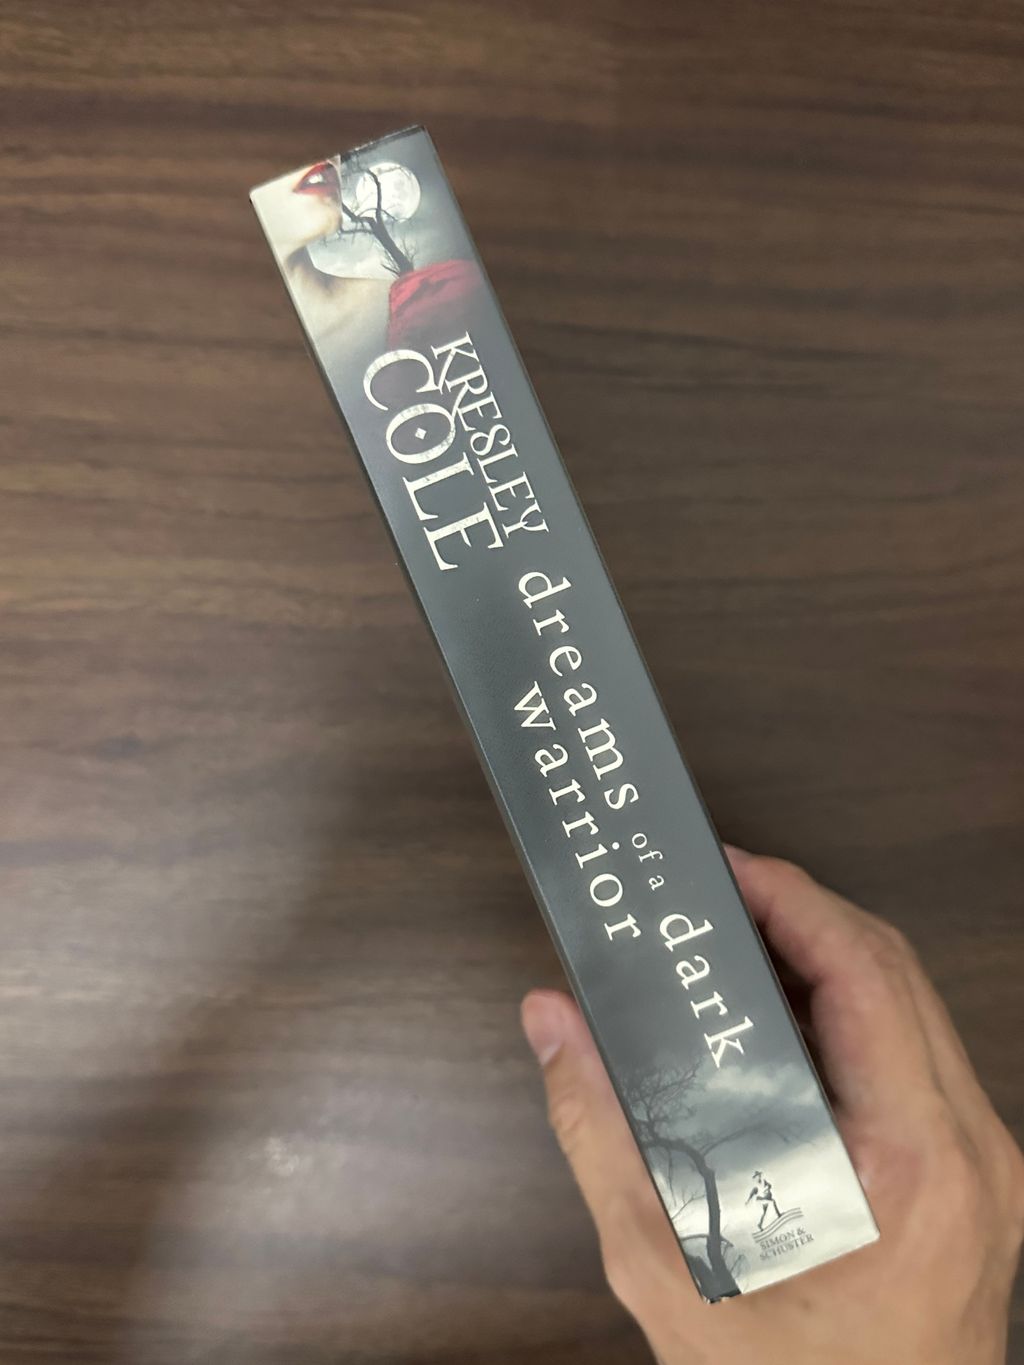 KRESLEY
COLE
dreams of a dark
warrior
SIMON &
SCHUSTER